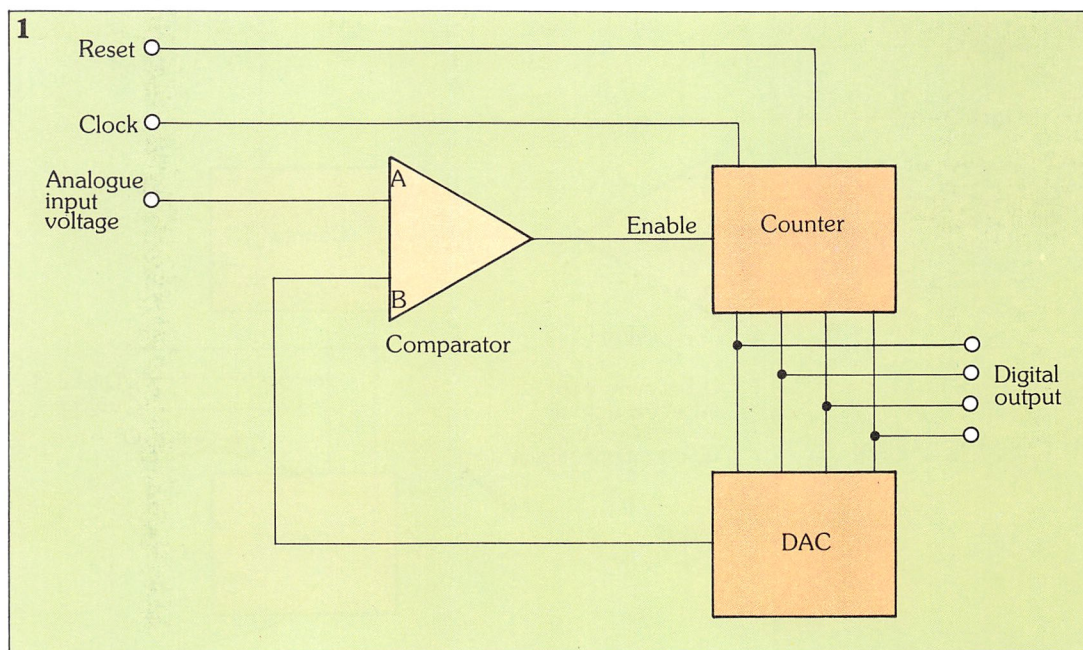 1
Reset
Clock
Analogue
input
voltage
A
B
Comparator
Enable
Counter
Digital
output
DAC